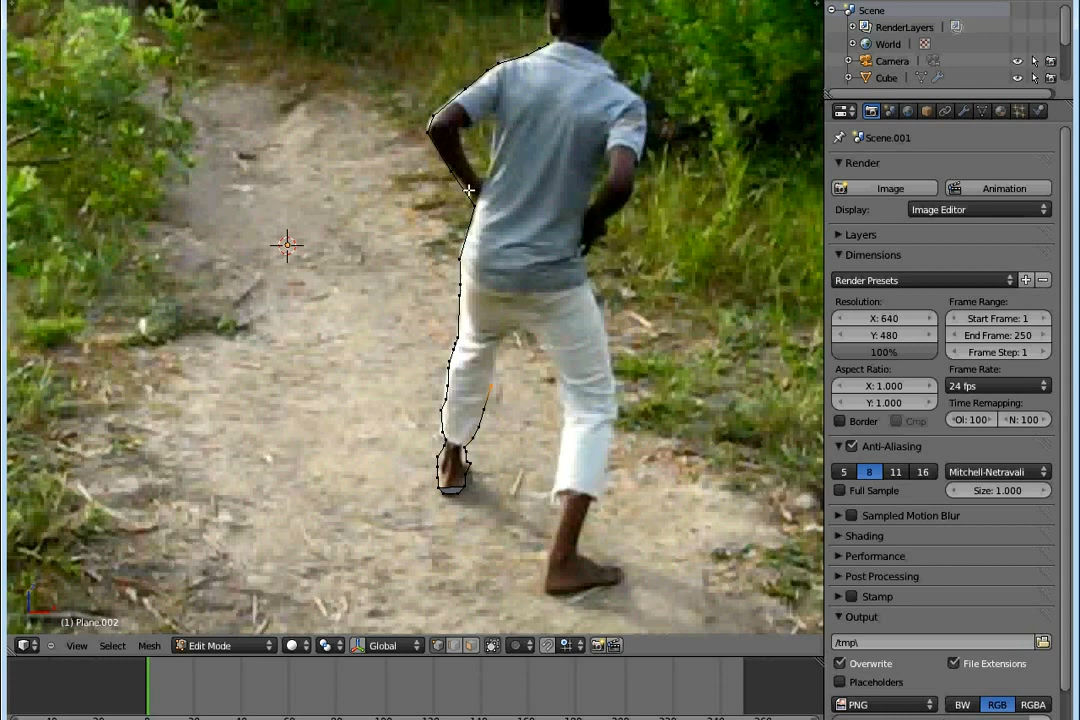 Scene
RenderLayers
World
Camera
Cube
Scene.001
Render
Image
Animation
Display:
Image Editor
Layers
Dimensions
Render Presets
Resolution:
Frame Range:
X: 640
Start Frame: 1
Y: 480
End Frame: 250
100%
Frame Step: 1
Aspect Ratio:
Frame Rate:
X: 1.000
24 fps
Y: 1.000
Time Remapping:
Border
Crop
Ol: 100
N: 100
Anti-Aliasing
5 8 11 16
Mitchell-Netravali
Full Sample
Size: 1.000
Sampled Motion Blur
Shading
Performance
Post Processing
Stamp
Output
/tmp\
Overwrite
File Extensions
Placeholders
PNG
BW RGB RGBA
(1) Plane.002
View Select Mesh
Edit Mode
Global